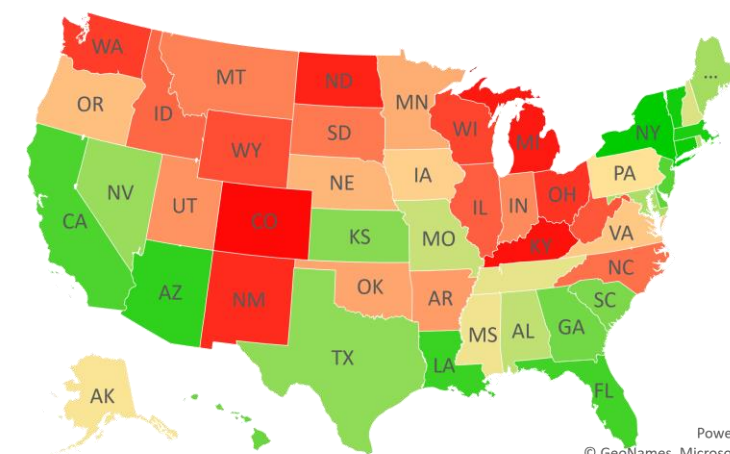 WA
MT
ND
MN
OR
ID
SD
WI
MI
...
NY
WY
IA
PA
NE
NV
UT
IL
IN
OH
CA
CO
KS
MO
KY
VA
AZ
NM
OK
AR
NC
SC
MS
AL
GA
TX
LA
AK
FL
Powe
© GeoNames, Microso